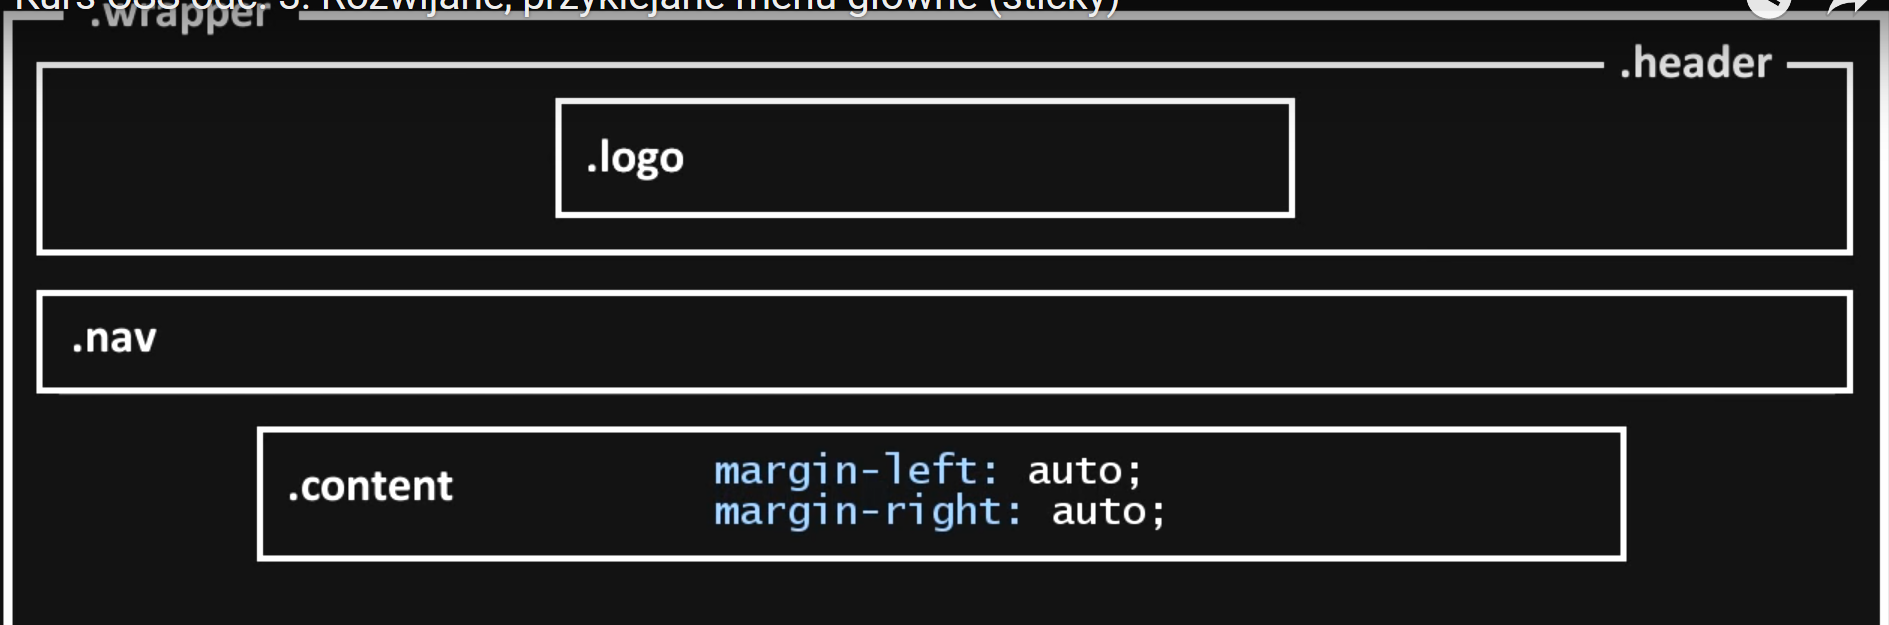 Kurs CSS odc. 3: Rozwijane, przyklejane menu główne (sticky)
.wrapper
.header
.logo
.nav
.content
margin-left: auto;
margin-right: auto;